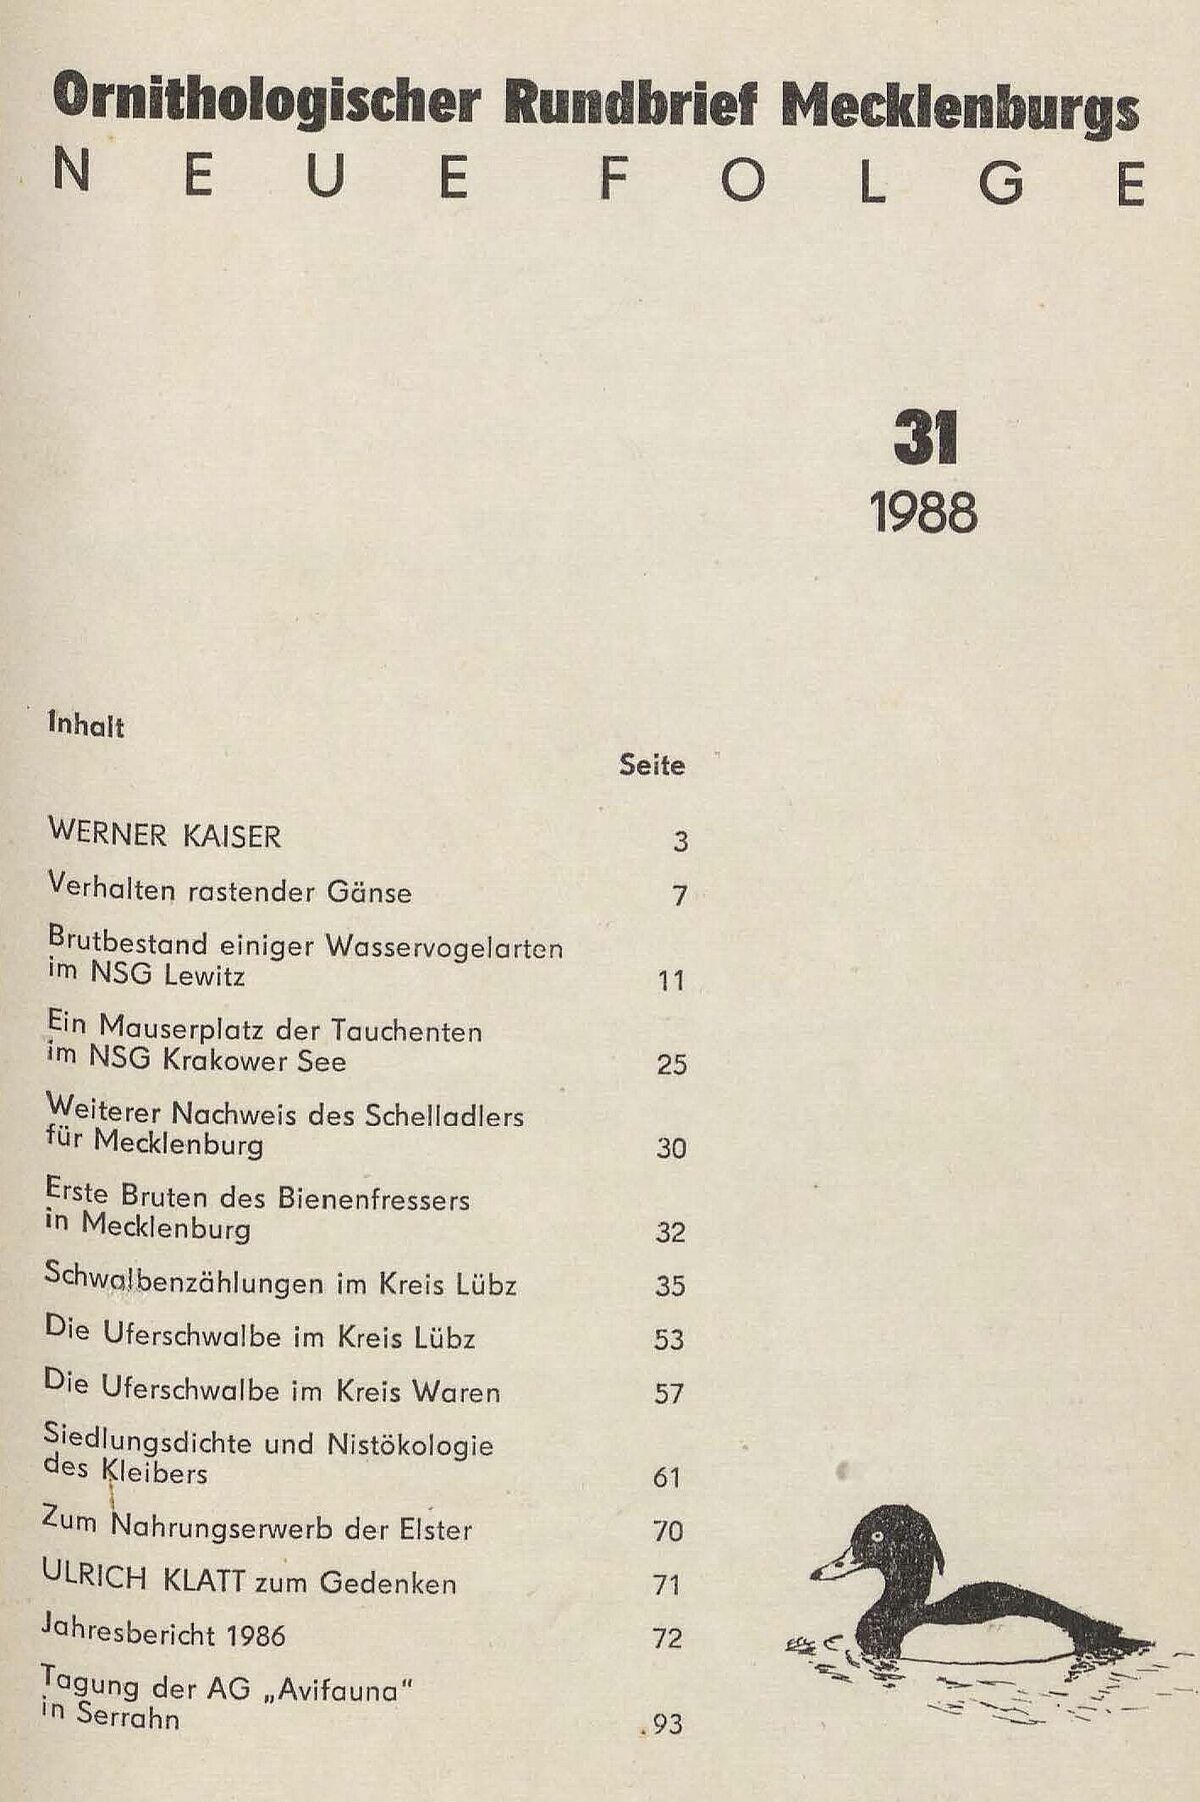 Ornithologischer Rundbrief Mecklenburgs
NEUE FOLGE
31
1988
Inhalt
Seite
WERNER KAISER 3
Verhalten rastender Gänse 7
Brutbestand einiger Wasservogelarten
im NSG Lewitz 11
Ein Mauserplatz der Tauchenten
im NSG Krakower See 25
Weiterer Nachweis des Schelladlers
für Mecklenburg 30
Erste Bruten des Bienenfressers
in Mecklenburg 32
Schwalbenzählungen im Kreis Lübz 35
Die Uferschwalbe im Kreis Lübz 53
Die Uferschwalbe im Kreis Waren 57
Siedlungsdichte und Nistökologie
des Kleibers 61
Zum Nahrungserwerb der Elster 70
ULRICH KLATT zum Gedenken 71
Jahresbericht 1986 72
Tagung der AG „Avifauna“
in Serrahn 93